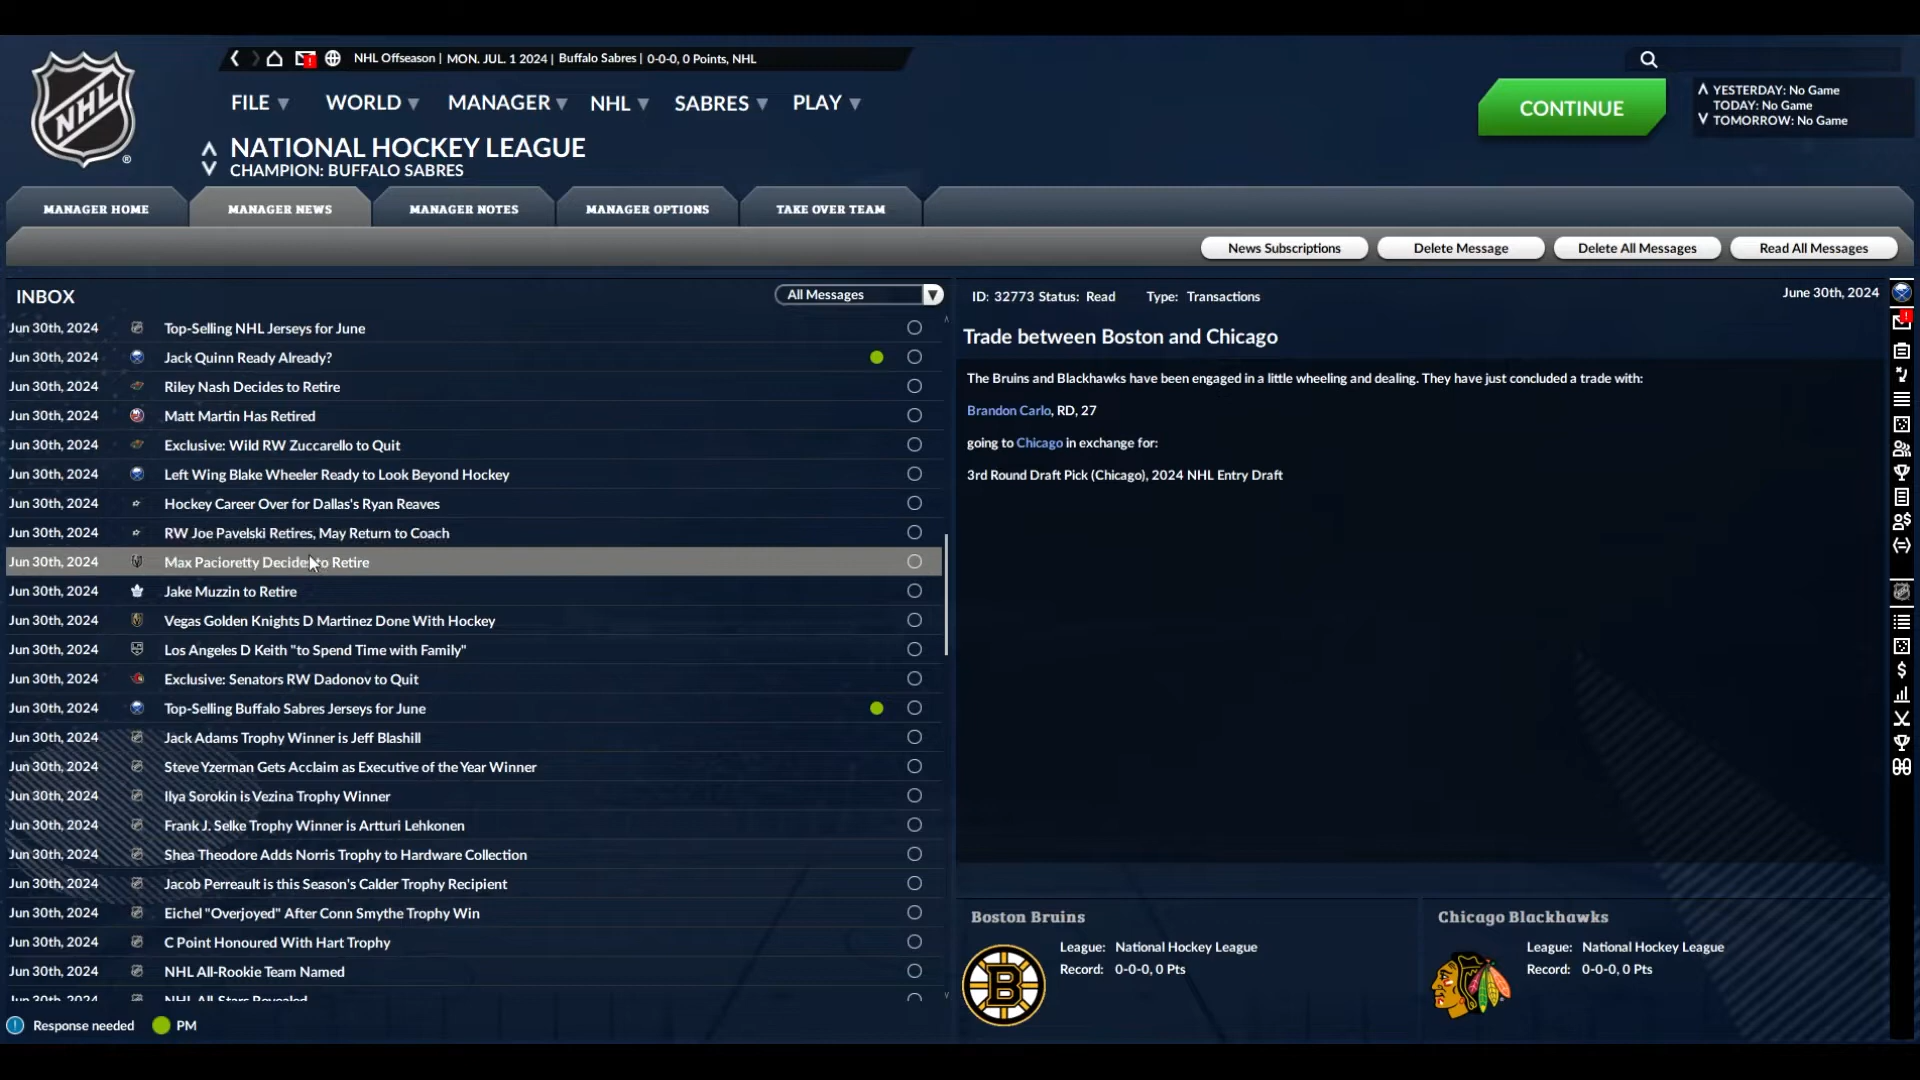 NHL Offseason | MON. JUL. 1 2024 | Buffalo Sabres | 0-0-0, 0 Points, NHL
NHL
FILE WORLD MANAGER NHL SABRES PLAY
CONTINUE
YESTERDAY: No Game
TODAY: No Game
TOMORROW: No Game
NATIONAL HOCKEY LEAGUE
CHAMPION: BUFFALO SABRES
MANAGER HOME MANAGER NEWS MANAGER NOTES MANAGER OPTIONS TAKE OVER TEAM
News Subscriptions Delete Message Delete All Messages Read All Messages
INBOX All Messages
Jun 30th, 2024 Top-Selling NHL Jerseys for June
Jun 30th, 2024 Jack Quinn Ready Already?
Jun 30th, 2024 Riley Nash Decides to Retire
Jun 30th, 2024 Matt Martin Has Retired
Jun 30th, 2024 Exclusive: Wild RW Zuccarello to Quit
Jun 30th, 2024 Left Wing Blake Wheeler Ready to Look Beyond Hockey
Jun 30th, 2024 Hockey Career Over for Dallas's Ryan Reaves
Jun 30th, 2024 RW Joe Pavelski Retires, May Return to Coach
Jun 30th, 2024 Max Pacioretty Decides to Retire
Jun 30th, 2024 Jake Muzzin to Retire
Jun 30th, 2024 Vegas Golden Knights D Martinez Done With Hockey
Jun 30th, 2024 Los Angeles D Keith "to Spend Time with Family"
Jun 30th, 2024 Exclusive: Senators RW Dadonov to Quit
Jun 30th, 2024 Top-Selling Buffalo Sabres Jerseys for June
Jun 30th, 2024 Jack Adams Trophy Winner is Jeff Blashill
Jun 30th, 2024 Steve Yzerman Gets Acclaim as Executive of the Year Winner
Jun 30th, 2024 Ilya Sorokin is Vezina Trophy Winner
Jun 30th, 2024 Frank J. Selke Trophy Winner is Artturi Lehkonen
Jun 30th, 2024 Shea Theodore Adds Norris Trophy to Hardware Collection
Jun 30th, 2024 Jacob Perreault is this Season's Calder Trophy Recipient
Jun 30th, 2024 Eichel "Overjoyed" After Conn Smythe Trophy Win
Jun 30th, 2024 C Point Honoured With Hart Trophy
Jun 30th, 2024 NHL All-Rookie Team Named
Jun 30th, 2024 NHL All-Stars Revealed
Response needed PM
ID: 32773 Status: Read Type: Transactions June 30th, 2024
Trade between Boston and Chicago
The Bruins and Blackhawks have been engaged in a little wheeling and dealing. They have just concluded a trade with:
Brandon Carlo, RD, 27
going to Chicago in exchange for:
3rd Round Draft Pick (Chicago), 2024 NHL Entry Draft
Boston Bruins
League: National Hockey League
Record: 0-0-0, 0 Pts
B
Chicago Blackhawks
League: National Hockey League
Record: 0-0-0, 0 Pts